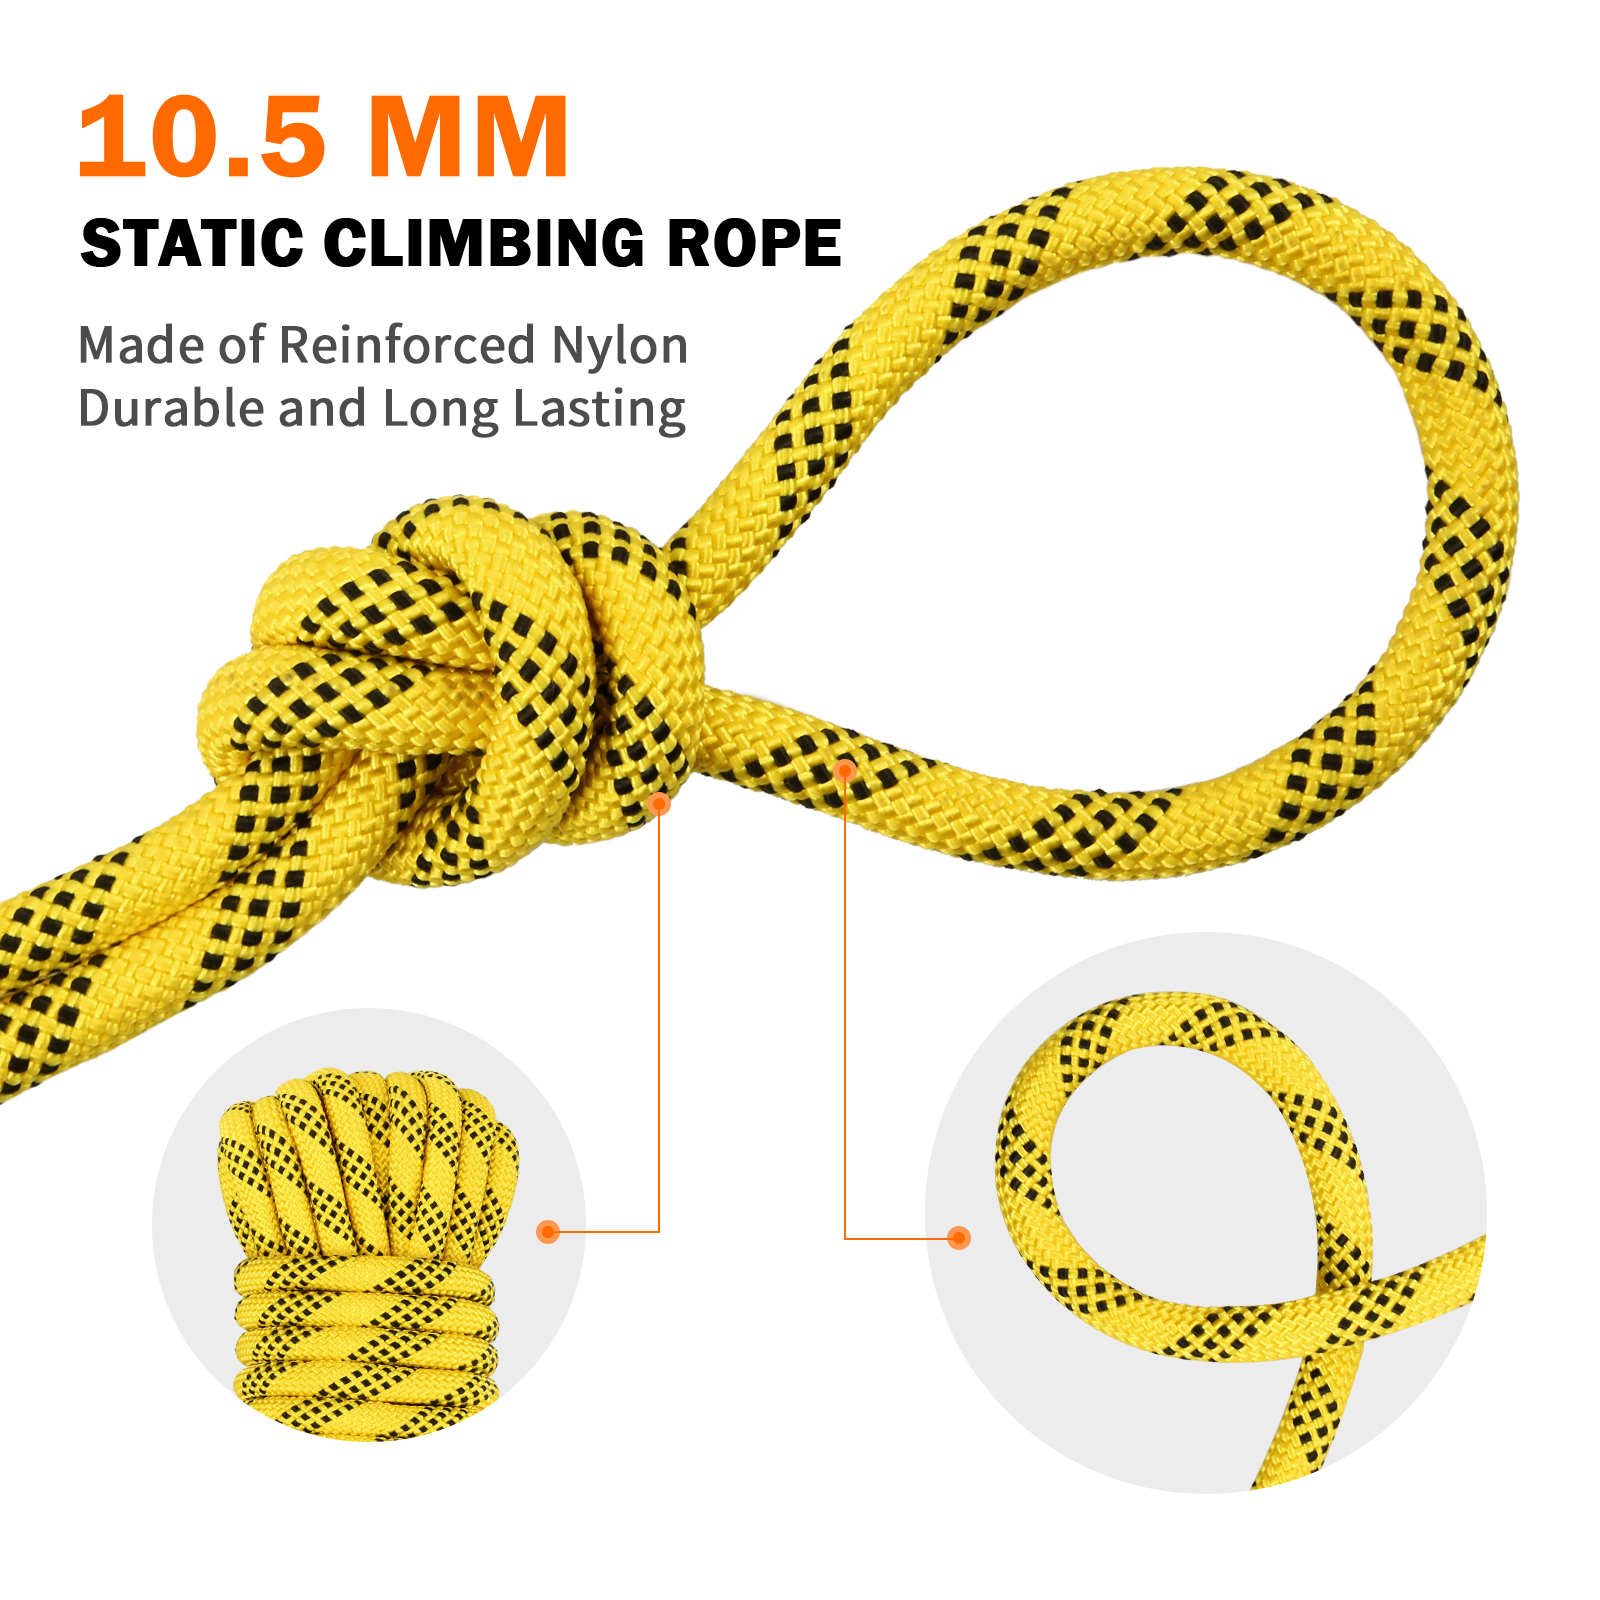 10.5 MM
STATIC CLIMBING ROPE
Made of Reinforced Nylon
Durable and Long Lasting